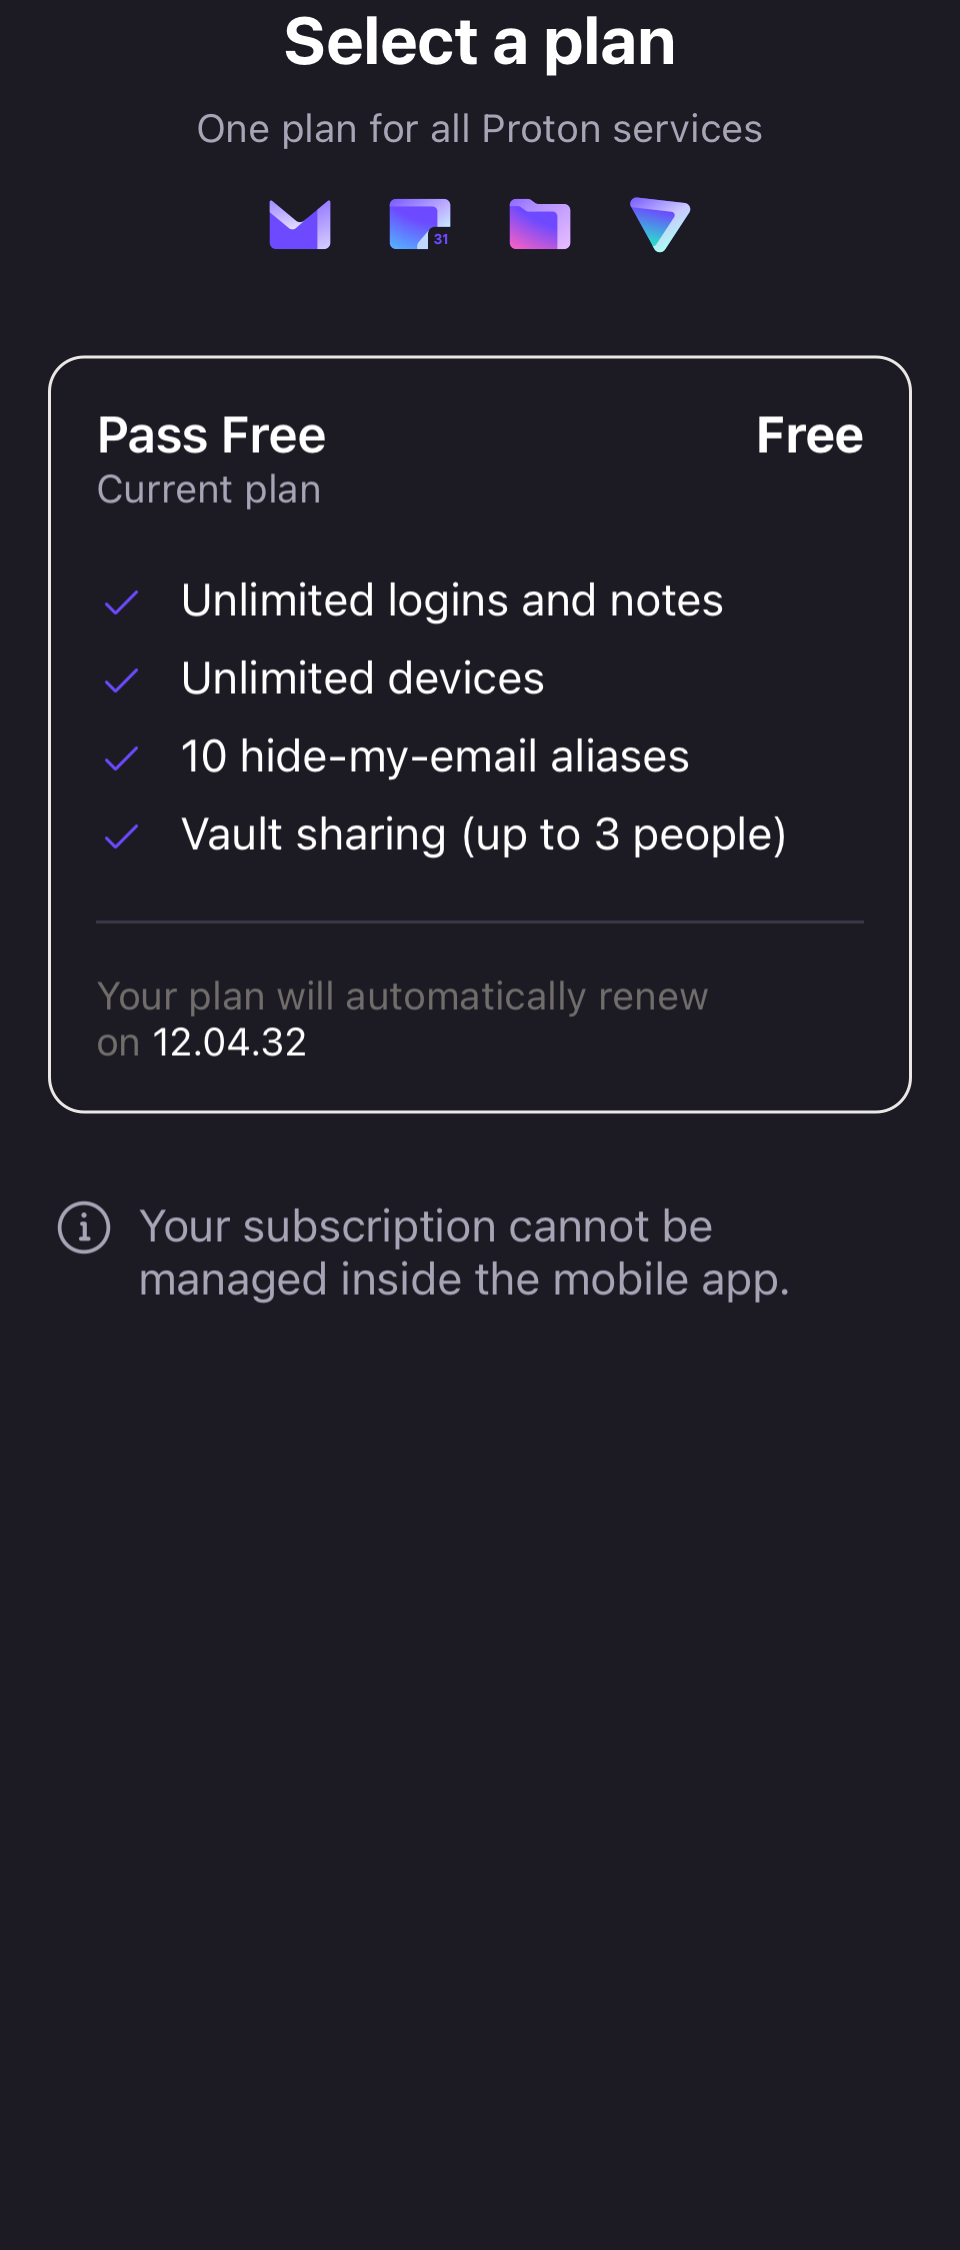 Select a plan
One plan for all Proton services
31
Pass Free
Free
Current plan
Unlimited logins and notes
Unlimited devices
10 hide-my-email aliases
Vault sharing (up to 3 people)
Your plan will automatically renew
on 12.04.32
Your subscription cannot be
managed inside the mobile app.